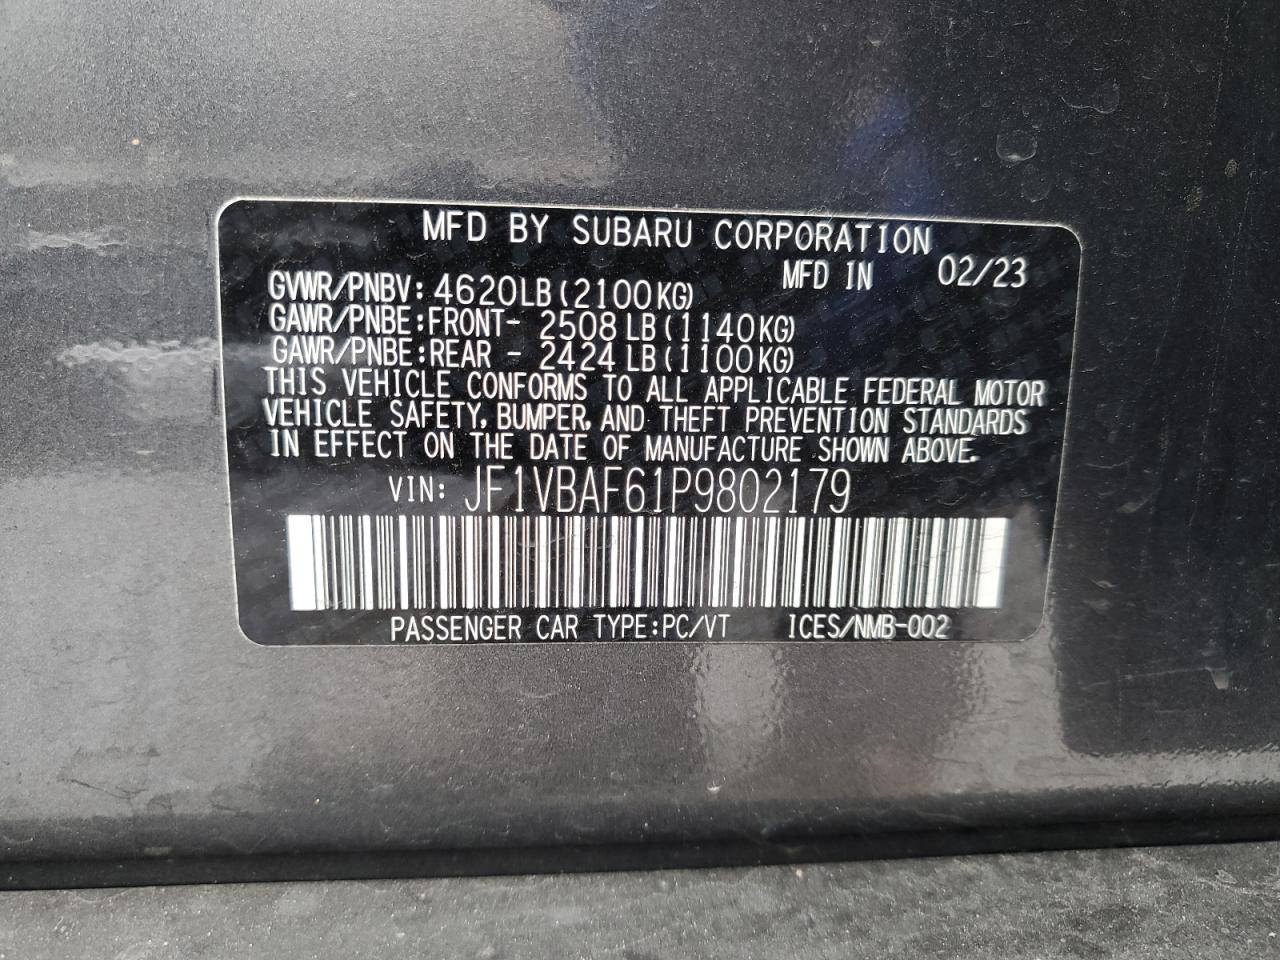 MFD BY SUBARU CORPORATION
MFD IN 02/23
GVWR/PNBV: 4620LB (2100KG)
GAWR/PNBE:FRONT- 2508 LB (1140KG)
GAWR/PNBE:REAR - 2424 LB (1100KG)
THIS VEHICLE CONFORMS TO ALL APPLICABLE FEDERAL MOTOR
VEHICLE SAFETY, BUMPER, AND THEFT PREVENTION STANDARDS
IN EFFECT ON THE DATE OF MANUFACTURE SHOWN ABOVE.
VIN: JF1VBAF61P9802179
PASSENGER CAR TYPE:PC/VT ICES/NMB-002